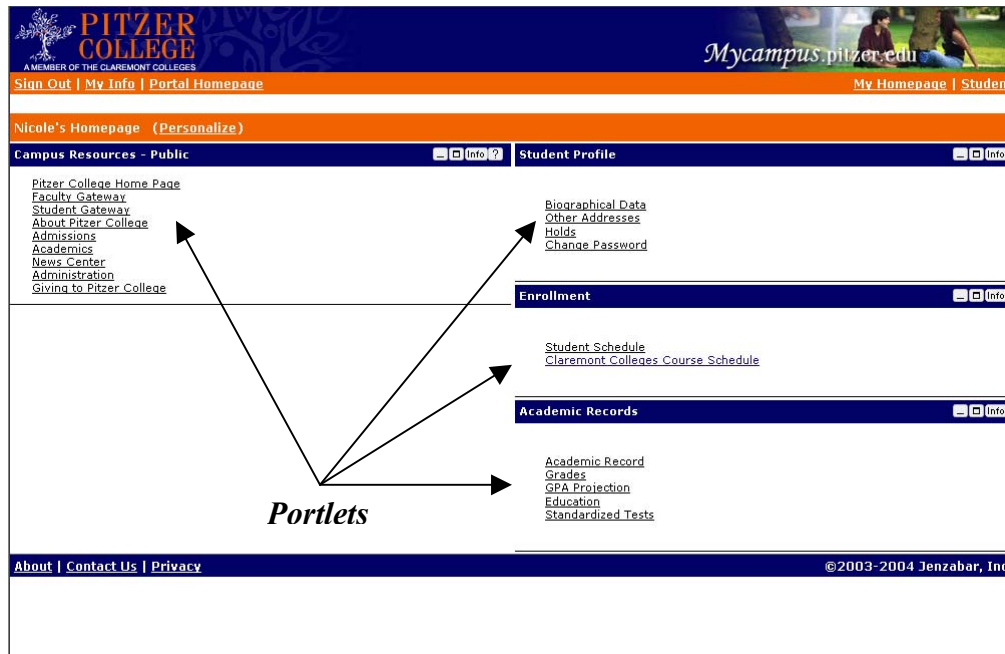 PITZER
COLLEGE
A MEMBER OF THE CLAREMONT COLLEGES
Mycampus.pitzer.edu
Sign Out | My Info | Portal Homepage
My Homepage | Studen
Nicole's Homepage (Personalize)
Campus Resources - Public
Info ?
Pitzer College Home Page
Faculty Gateway
Student Gateway
About Pitzer College
Admissions
Academics
News Center
Administration
Giving to Pitzer College
Student Profile
Info
Biographical Data
Other Addresses
Holds
Change Password
Enrollment
Info
Student Schedule
Claremont Colleges Course Schedule
Academic Records
Info
Academic Record
Grades
GPA Projection
Education
Standardized Tests
Portlets
About | Contact Us | Privacy
©2003-2004 Jenzabar, Inc